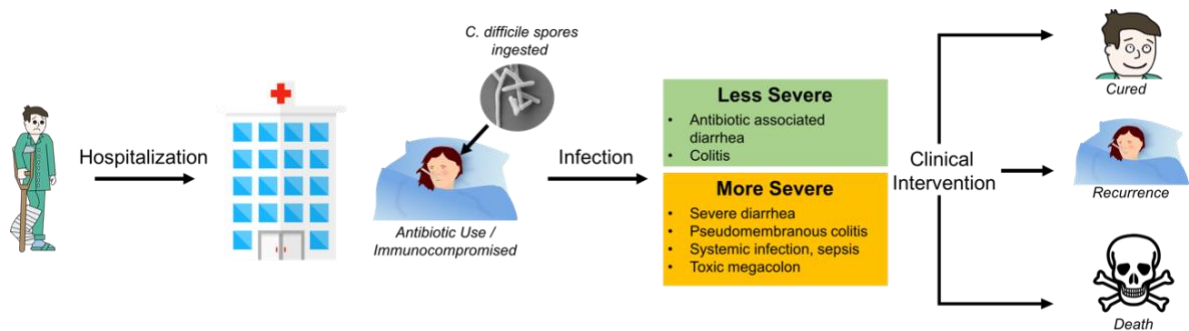 Hospitalization
C. difficile spores
ingested
Antibiotic Use /
Immunocompromised
Infection
Less Severe
• Antibiotic associated
diarrhea
• Colitis
More Severe
• Severe diarrhea
• Pseudomembranous colitis
• Systemic infection, sepsis
• Toxic megacolon
Clinical
Intervention
Cured
Recurrence
Death